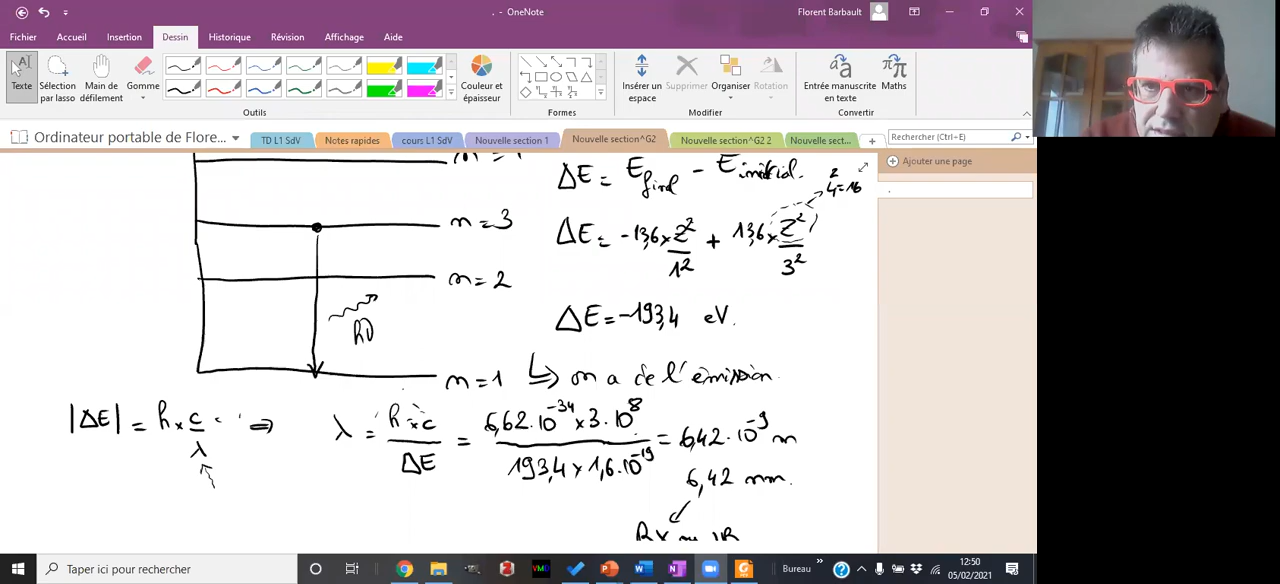 . - OneNote
Florent Barbault
Fichier Accueil Insertion Dessin Historique Révision Affichage Aide
Texte
Sélection par lasso
Main de défilement
Gomme
Couleur et épaisseur
Insérer un espace
Supprimer
Organiser
Rotation
Entrée manuscrite en texte
Maths
Outils Formes Modifier Convertir
Ordinateur portable de Flore...
TD L1 SdV Notes rapides cours L1 SdV Nouvelle section 1 Nouvelle section^G2 Nouvelle section^G2 2 Nouvelle sect...
Rechercher (Ctrl+E)
Ajouter une page
ΔE = E final - E initial.
4² = 16
n = 3
ΔE = -13,6 × Z²/1² + 13,6 × Z²/3²
n = 2
hν
ΔE = -193,4 eV.
n = 1
↳ on a de l'émission
|ΔE| = h × c/λ ⇒ λ = h × c/ΔE = 6,62.10⁻³⁴ × 3.10⁸/193,4 × 1,6.10⁻¹⁹ = 6,42.10⁻⁹ m
6,42 nm.
Taper ici pour rechercher
Bureau
12:50
05/02/2021